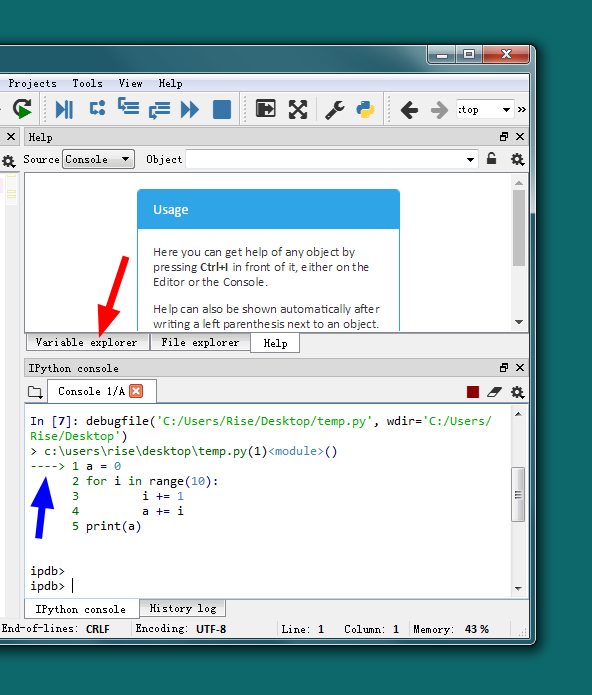 Projects Tools View Help
:top »
Help
Source Console Object
Usage
Here you can get help of any object by
pressing Ctrl+I in front of it, either on the
Editor or the Console.
Help can also be shown automatically after
writing a left parenthesis next to an object.
Variable explorer File explorer Help
IPython console
Console 1/A
In [7]: debugfile('C:/Users/Rise/Desktop/temp.py', wdir='C:/Users/
Rise/Desktop')
> c:\users\rise\desktop\temp.py(1)<module>()
----> 1 a = 0
2 for i in range(10):
3 i += 1
4 a += i
5 print(a)
ipdb>
ipdb>
IPython console History log
End-of-lines: CRLF Encoding: UTF-8 Line: 1 Column: 1 Memory: 43 %